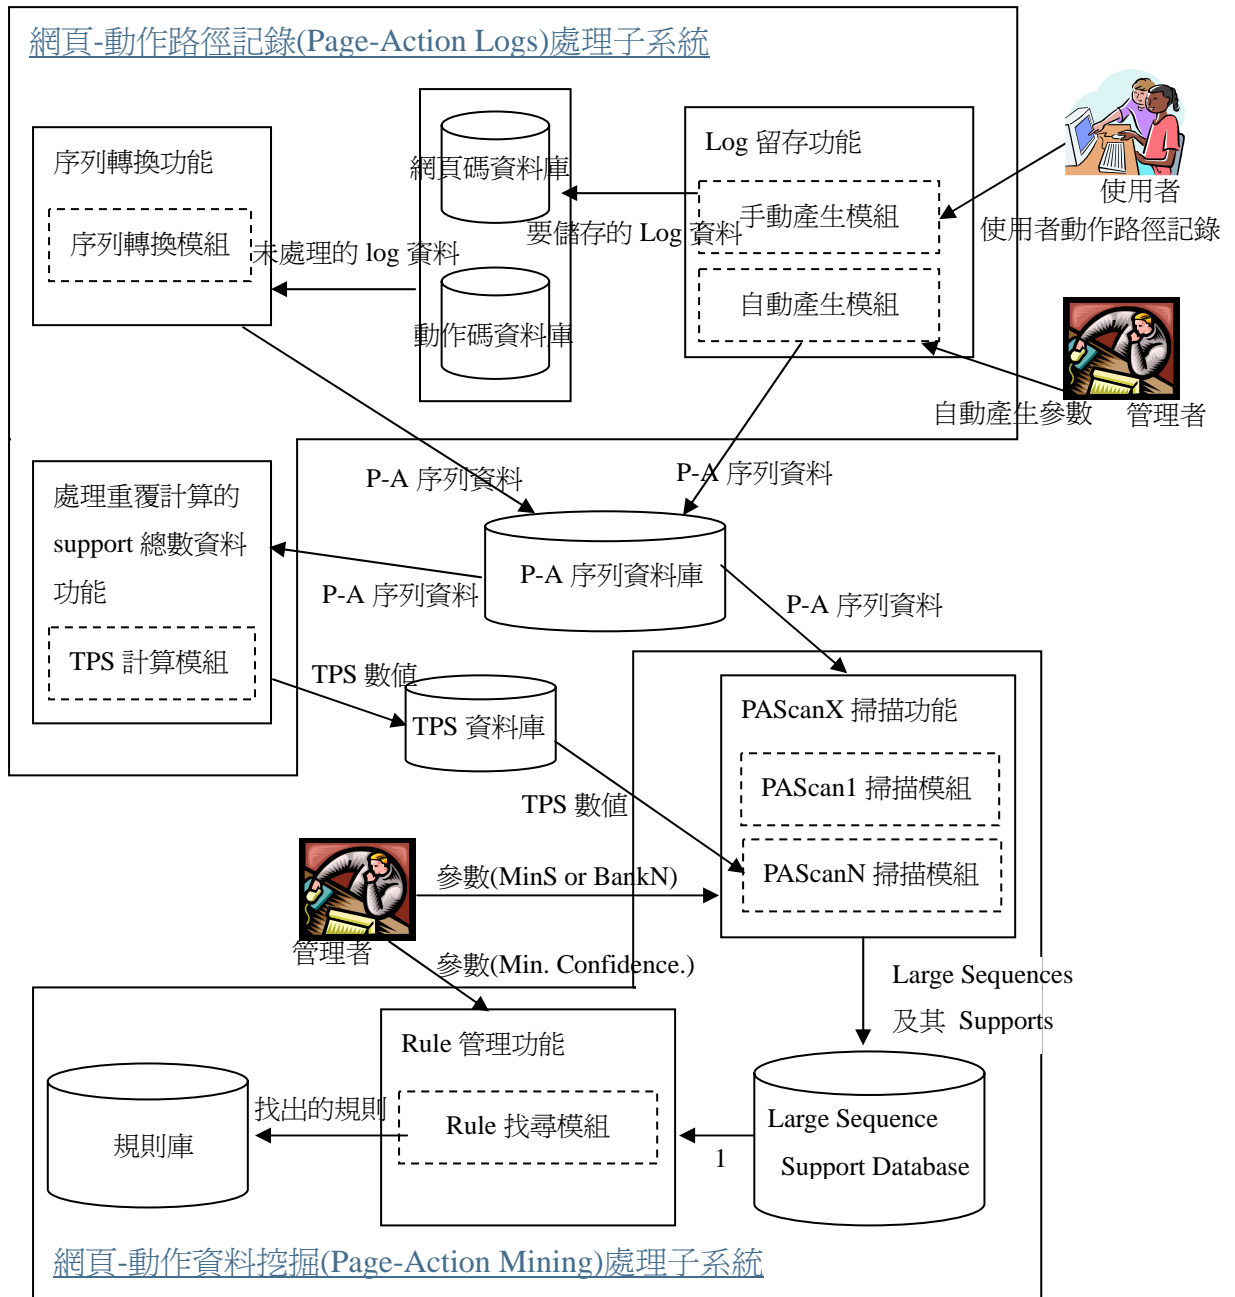 網頁-動作路徑記錄(Page-Action Logs)處理子系統
序列轉換功能
序列轉換模組
未處理的 log 資料
網頁碼資料庫
動作碼資料庫
要儲存的 Log 資料
Log 留存功能
手動產生模組
自動產生模組
使用者
使用者動作路徑記錄
自動產生參數
管理者
P-A 序列資料
P-A 序列資料
處理重覆計算的
support 總數資料
功能
TPS 計算模組
P-A 序列資料
P-A 序列資料庫
P-A 序列資料
TPS 數值
TPS 資料庫
TPS 數值
PAScanX 掃描功能
PAScan1 掃描模組
PAScanN 掃描模組
管理者
參數(MinS or BankN)
參數(Min. Confidence.)
Large Sequences
及其 Supports
Rule 管理功能
Rule 找尋模組
找出的規則
規則庫
1
Large Sequence
Support Database
網頁-動作資料挖掘(Page-Action Mining)處理子系統